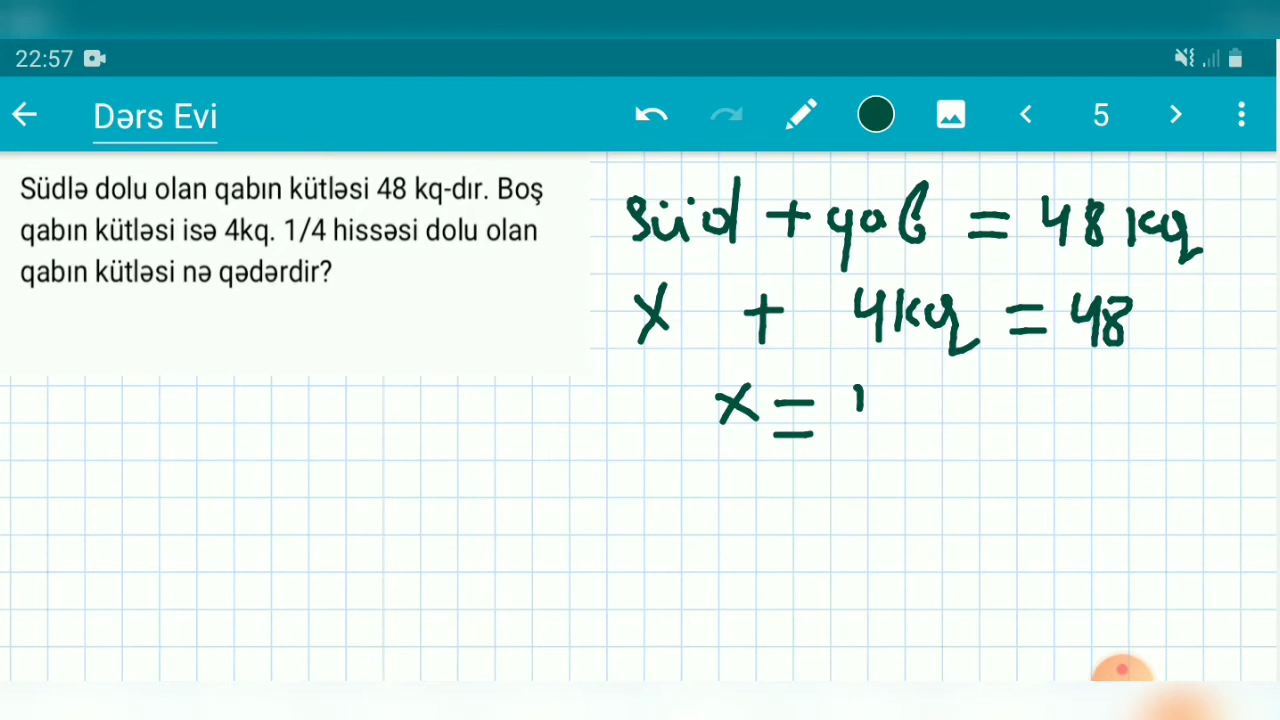 22:57
Dərs Evi
5
Südlə dolu olan qabın kütləsi 48 kq-dır. Boş
qabın kütləsi isə 4kq. 1/4 hissəsi dolu olan
qabın kütləsi nə qədərdir?
süd + qab = 48 kq
x + 4kq = 48
x =